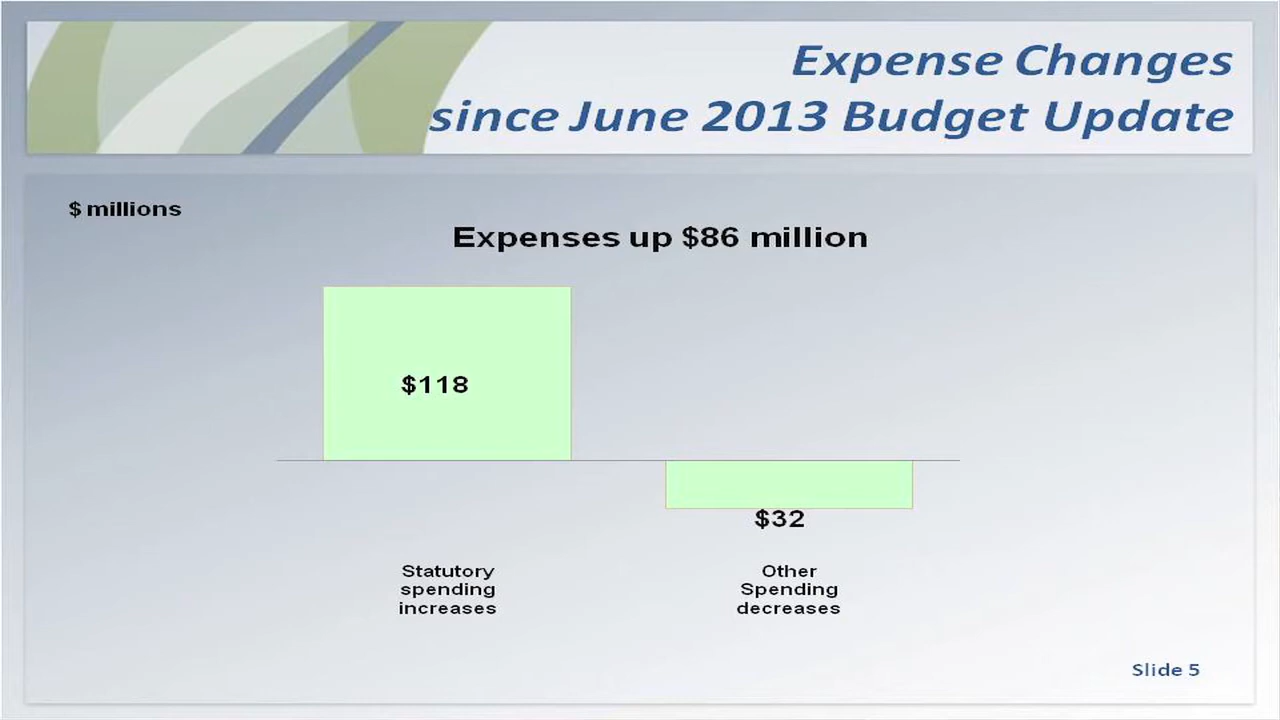 Expense Changes
since June 2013 Budget Update
$ millions
Expenses up $86 million
$118
$32
Statutory
spending
increases
Other
Spending
decreases
Slide 5